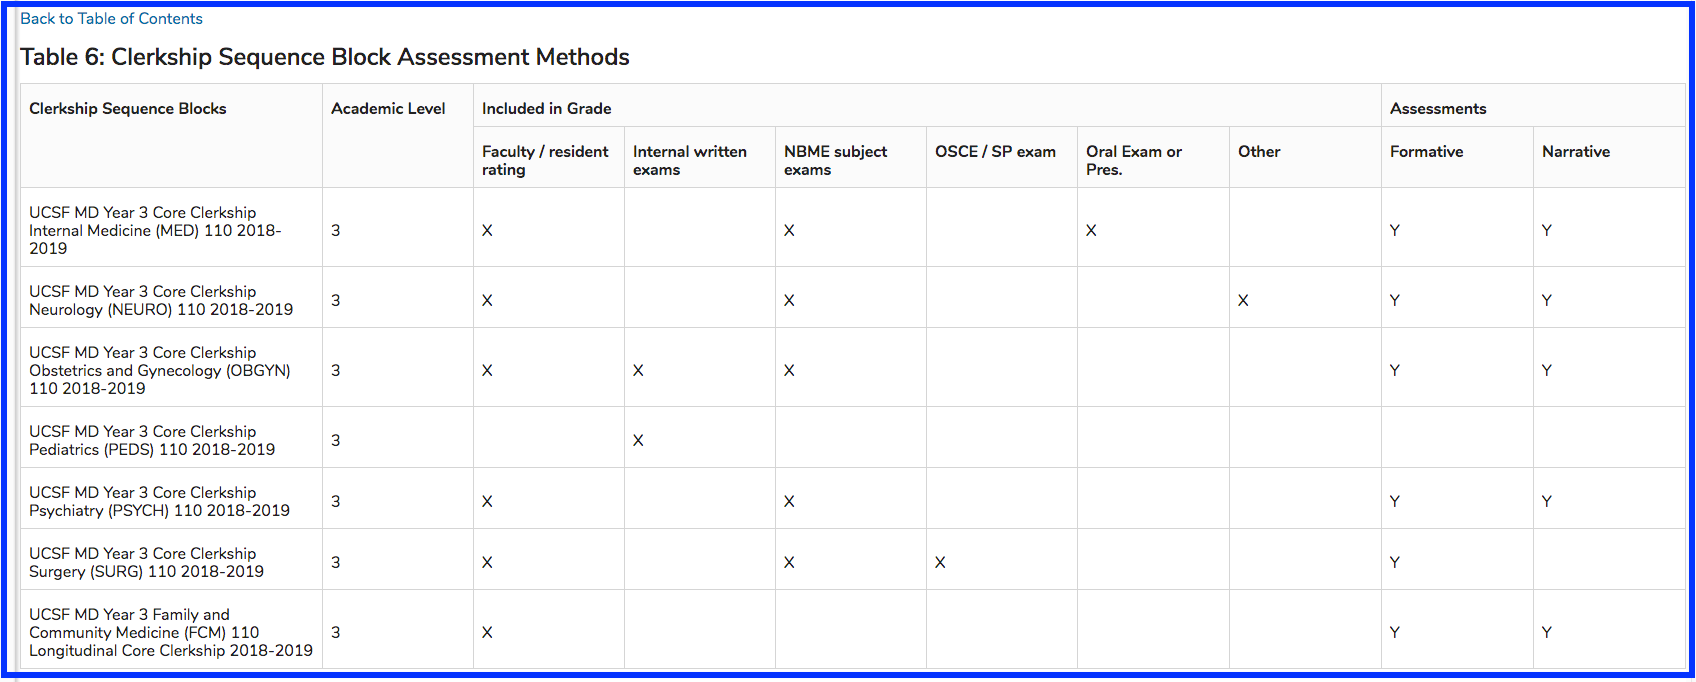 Back to Table of Contents
Table 6: Clerkship Sequence Block Assessment Methods
Clerkship Sequence Blocks Academic Level Included in Grade Assessments
Faculty / resident rating Internal written exams NBME subject exams OSCE / SP exam Oral Exam or Pres. Other Formative Narrative
UCSF MD Year 3 Core Clerkship
Internal Medicine (MED) 110 2018-
2019
3 X X X Y Y
UCSF MD Year 3 Core Clerkship
Neurology (NEURO) 110 2018-2019
3 X X X Y Y
UCSF MD Year 3 Core Clerkship
Obstetrics and Gynecology (OBGYN)
110 2018-2019
3 X X X Y Y
UCSF MD Year 3 Core Clerkship
Pediatrics (PEDS) 110 2018-2019
3 X
UCSF MD Year 3 Core Clerkship
Psychiatry (PSYCH) 110 2018-2019
3 X X Y Y
UCSF MD Year 3 Core Clerkship
Surgery (SURG) 110 2018-2019
3 X X X Y
UCSF MD Year 3 Family and
Community Medicine (FCM) 110
Longitudinal Core Clerkship 2018-2019
3 X Y Y